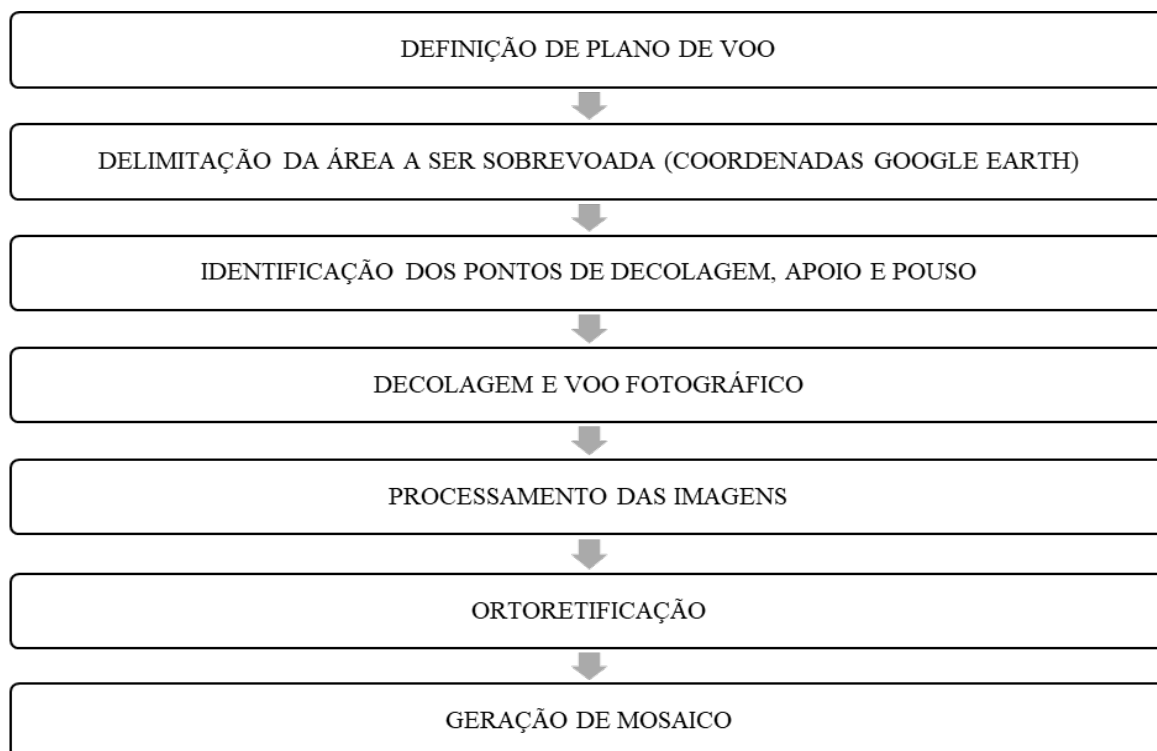 DEFINIÇÃO DE PLANO DE VOO
DELIMITAÇÃO DA ÁREA A SER SOBREVOADA (COORDENADAS GOOGLE EARTH)
IDENTIFICAÇÃO DOS PONTOS DE DECOLAGEM, APOIO E POUSO
DECOLAGEM E VOO FOTOGRÁFICO
PROCESSAMENTO DAS IMAGENS
ORTORETIFICAÇÃO
GERAÇÃO DE MOSAICO